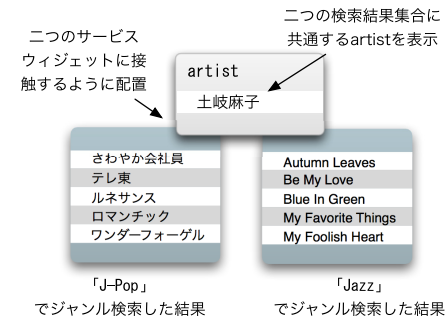 二つのサービス
ウィジェットに接
触するように配置
二つの検索結果集合に
共通するartistを表示
artist
土岐麻子
さわやか会社員
テレ東
ルネサンス
ロマンチック
ワンダーフォーゲル
Autumn Leaves
Be My Love
Blue In Green
My Favorite Things
My Foolish Heart
「J-Pop」
でジャンル検索した結果
「Jazz」
でジャンル検索した結果